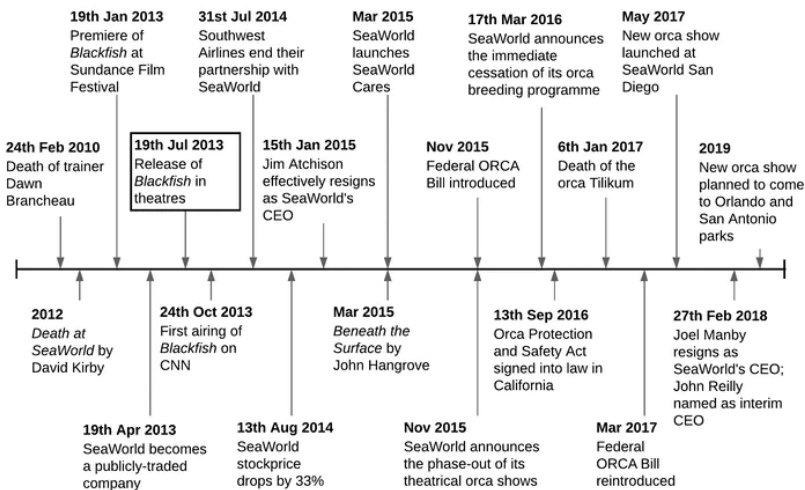 19th Jan 2013
Premiere of
Blackfish at
Sundance Film
Festival
31st Jul 2014
Southwest
Airlines end their
partnership with
SeaWorld
Mar 2015
SeaWorld
launches
SeaWorld
Cares
17th Mar 2016
SeaWorld announces
the immediate
cessation of its orca
breeding programme
May 2017
New orca show
launched at
SeaWorld San
Diego
24th Feb 2010
Death of trainer
Dawn
Brancheau
19th Jul 2013
Release of
Blackfish in
theatres
15th Jan 2015
Jim Atchison
effectively resigns
as SeaWorld's
CEO
Nov 2015
Federal ORCA
Bill introduced
6th Jan 2017
Death of the
orca Tilikum
2019
New orca show
planned to come
to Orlando and
San Antonio
parks
2012
Death at
SeaWorld by
David Kirby
24th Oct 2013
First airing of
Blackfish on
CNN
Mar 2015
Beneath the
Surface by
John Hangrove
13th Sep 2016
Orca Protection
and Safety Act
signed into law in
California
27th Feb 2018
Joel Manby
resigns as
SeaWorld's CEO;
John Reilly
named as interim
CEO
19th Apr 2013
SeaWorld becomes
a publicly-traded
company
13th Aug 2014
SeaWorld
stockprice
drops by 33%
Nov 2015
SeaWorld announces
the phase-out of its
theatrical orca shows
Mar 2017
Federal
ORCA Bill
reintroduced